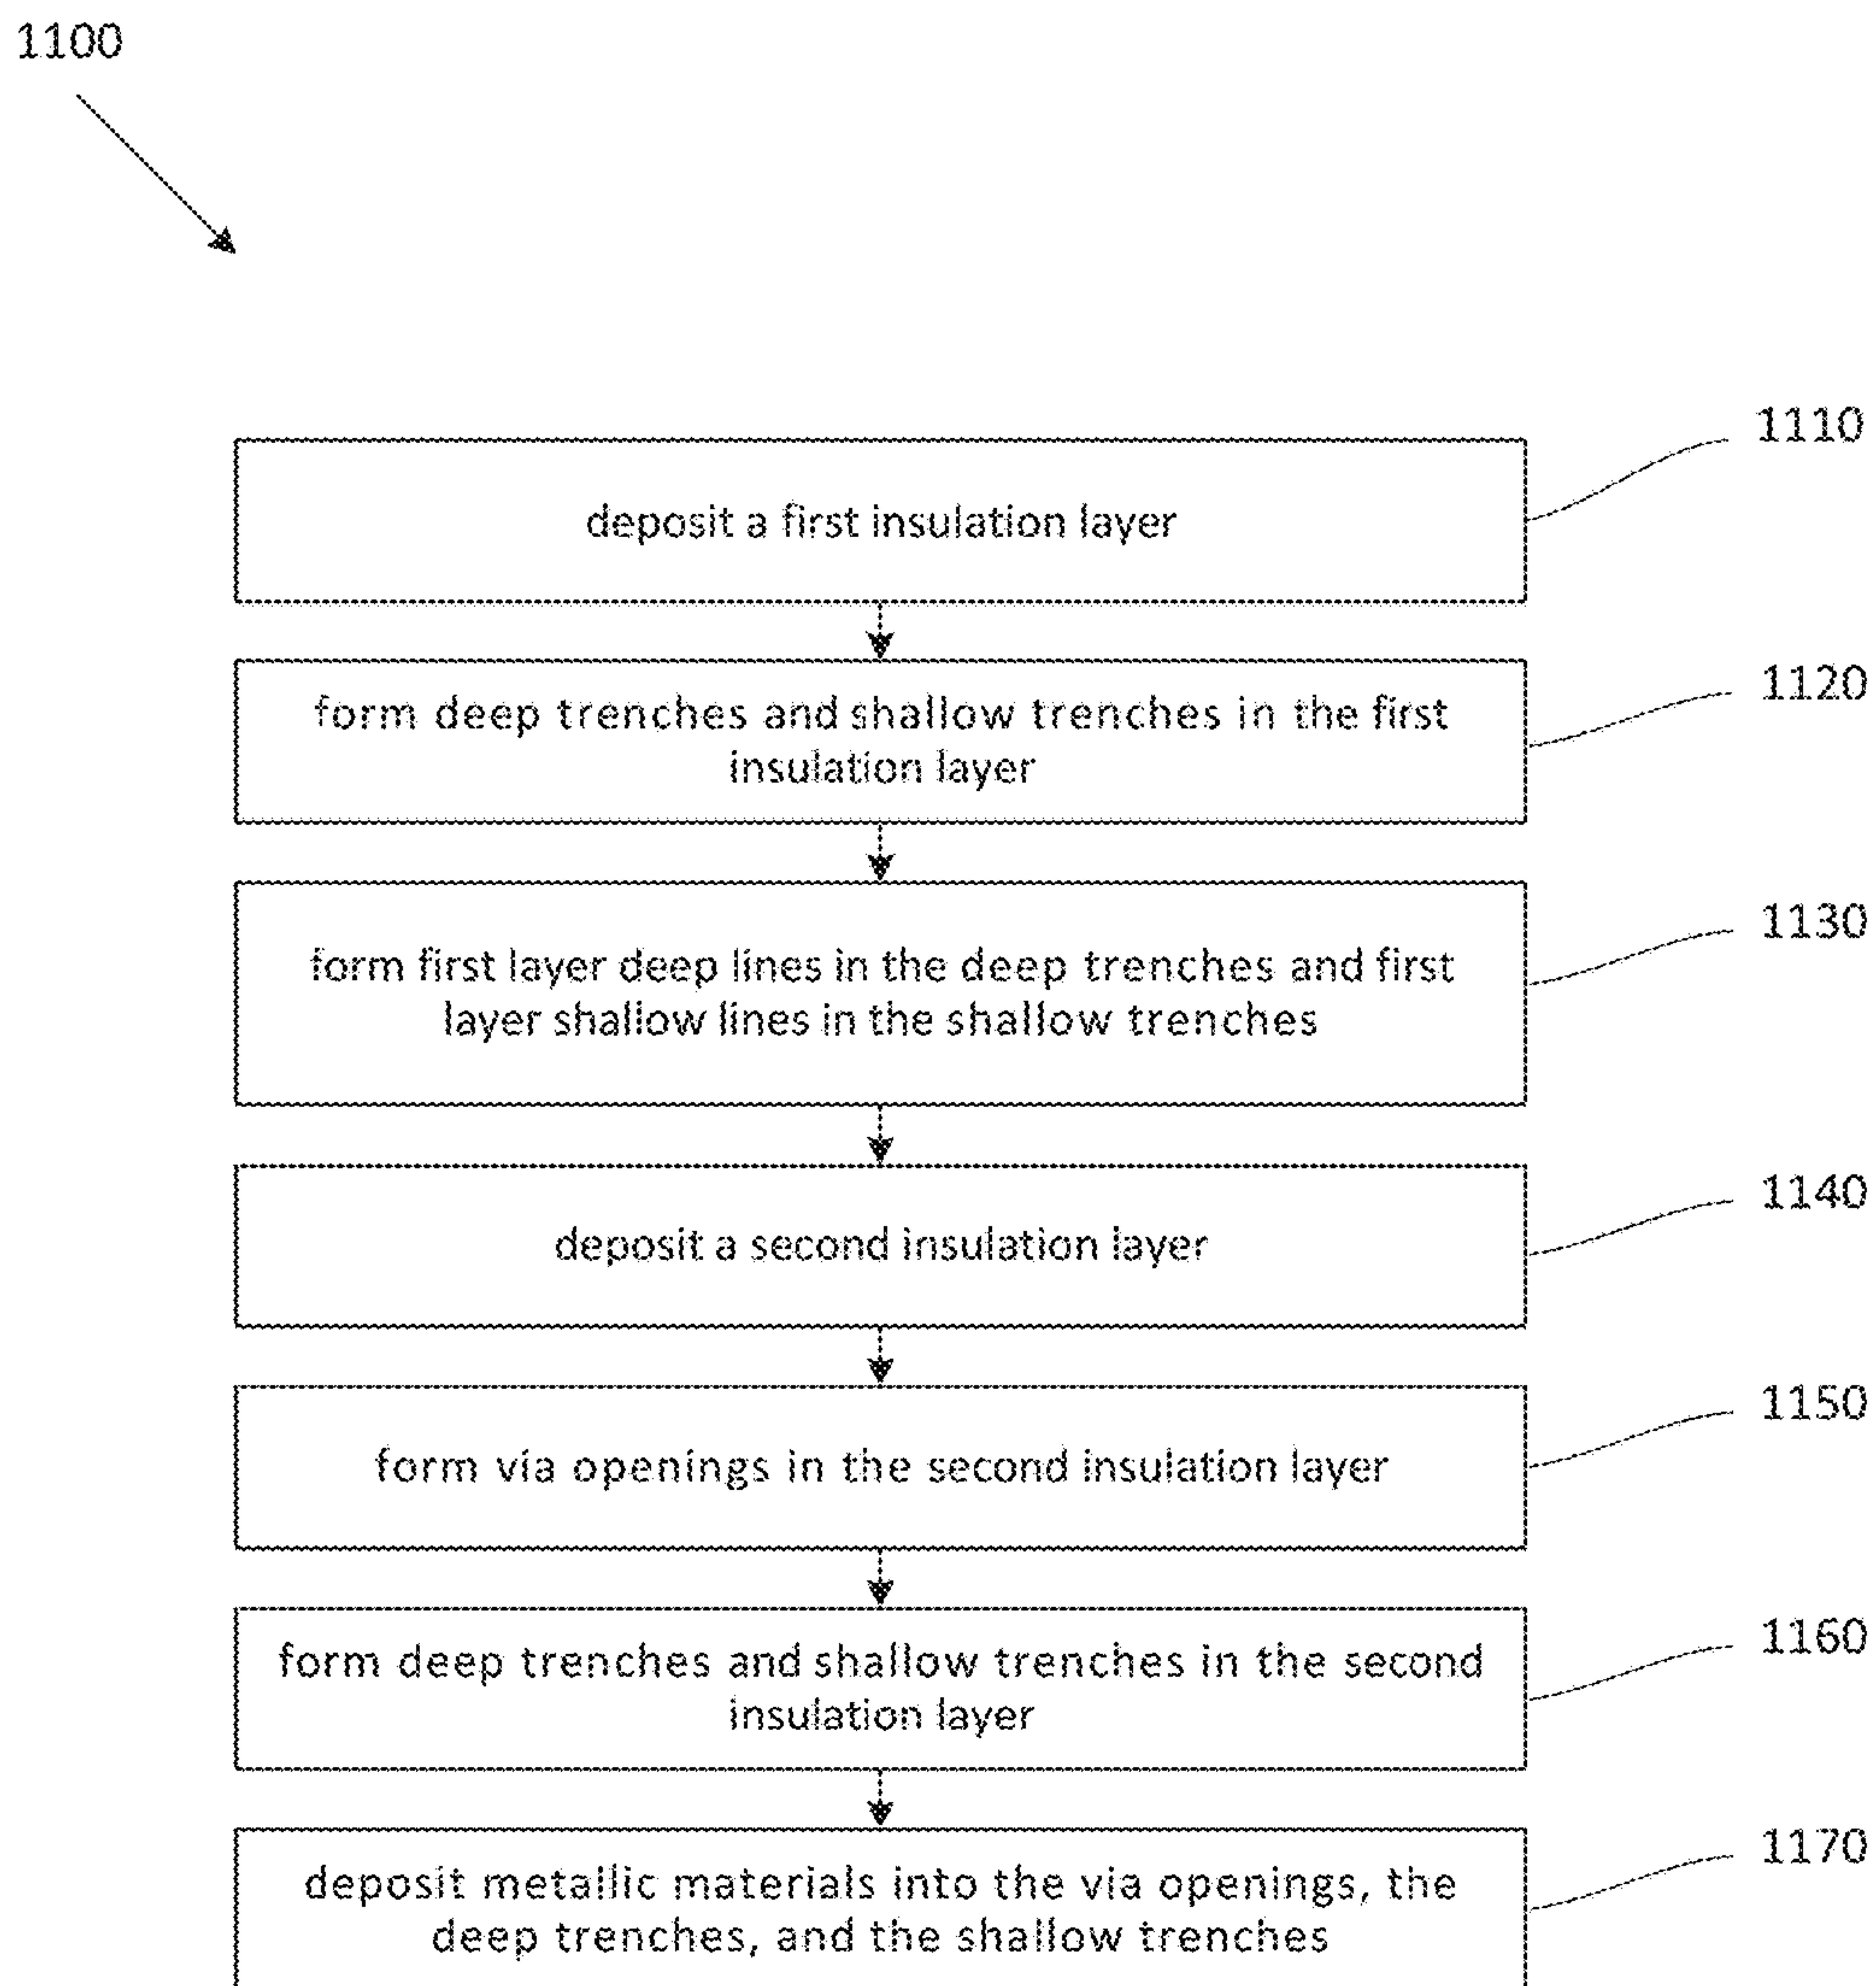 1100
1110
deposit a first insulation layer
1120
form deep trenches and shallow trenches in the first
insulation layer
1130
form first layer deep lines in the deep trenches and first
layer shallow lines in the shallow trenches
1140
deposit a second insulation layer
1150
form via openings in the second insulation layer
1160
form deep trenches and shallow trenches in the second
insulation layer
1170
deposit metallic materials into the via openings, the
deep trenches, and the shallow trenches